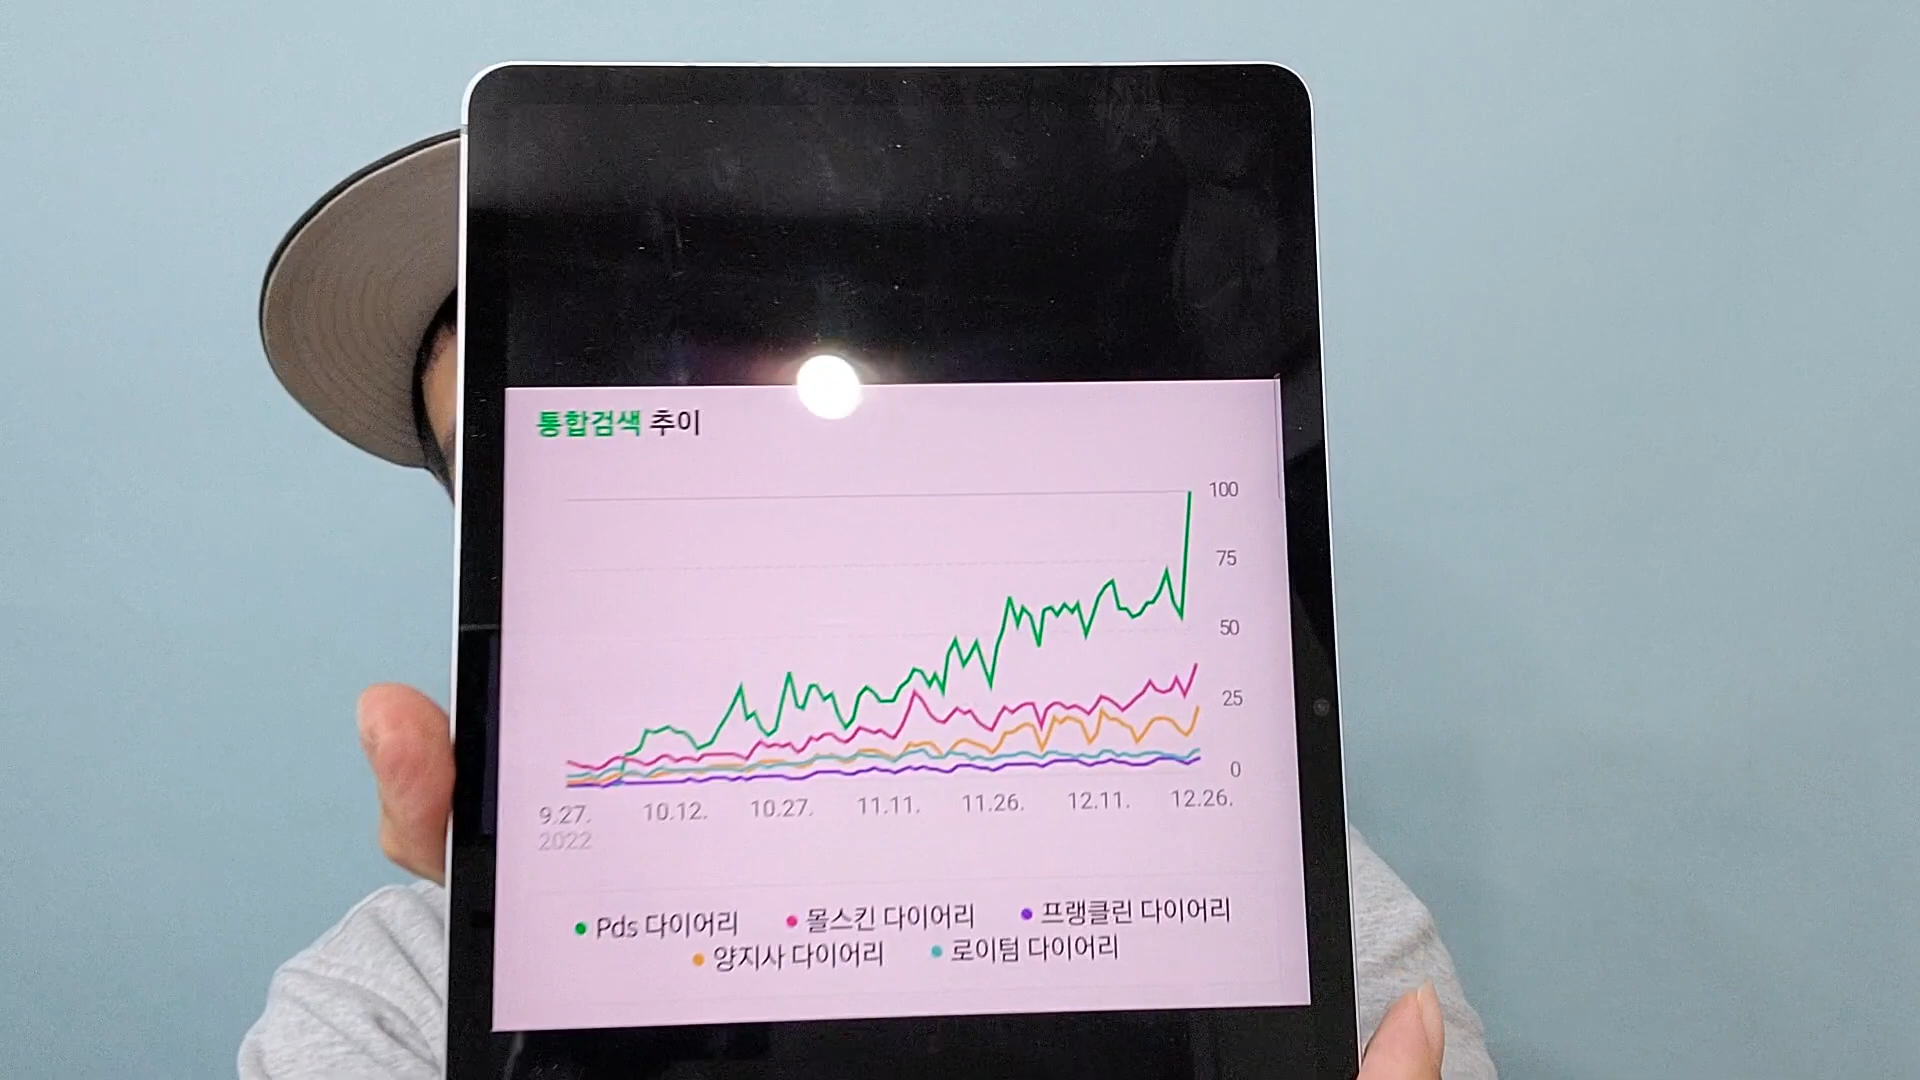 통합검색 추이
100
75
50
25
0
9.27. 10.12. 10.27. 11.11. 11.26. 12.11. 12.26.
2022
Pds 다이어리 몰스킨 다이어리 프랭클린 다이어리
양지사 다이어리 로이텀 다이어리